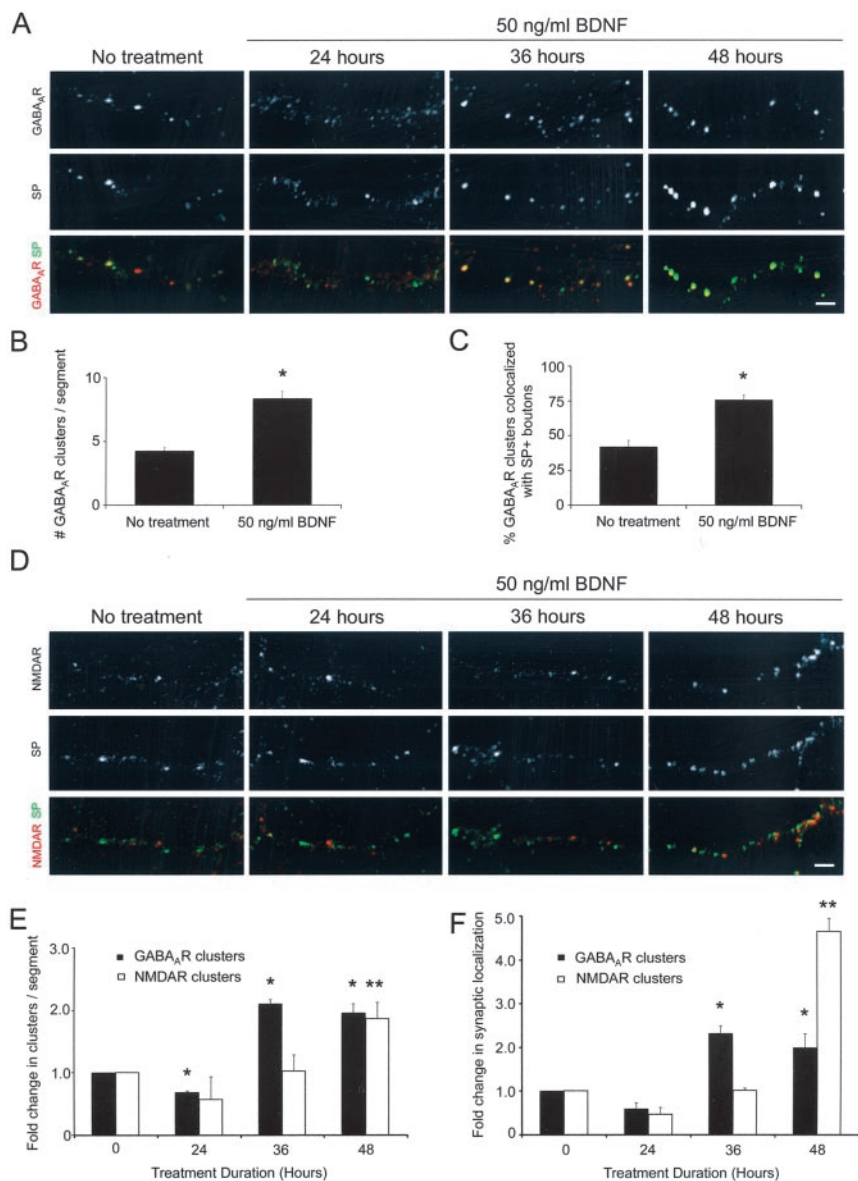 A
50 ng/ml BDNF
No treatment 24 hours 36 hours 48 hours
GABAAR
SP
GABAAR SP
B
# GABAAR clusters / segment
10
5
0
*
No treatment 50 ng/ml BDNF
C
% GABAAR clusters colocalized
with SP+ boutons
100
75
50
25
0
*
No treatment 50 ng/ml BDNF
D
50 ng/ml BDNF
No treatment 24 hours 36 hours 48 hours
NMDAR
SP
NMDAR SP
E
Fold change in clusters / segment
3.0
2.0
1.0
0
GABAAR clusters
NMDAR clusters
* * * **
0 24 36 48
Treatment Duration (Hours)
F
Fold change in synaptic localization
5.0
4.0
3.0
2.0
1.0
0.0
GABAAR clusters
NMDAR clusters
* * **
0 24 36 48
Treatment Duration (Hours)